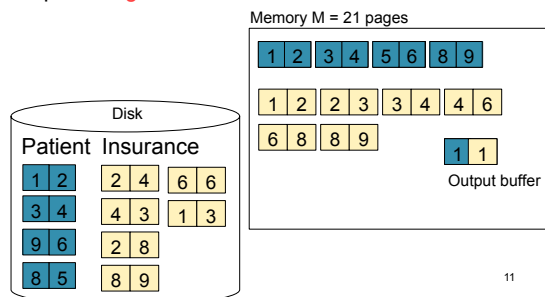 Memory M = 21 pages
1 2 3 4 5 6 8 9
1 2 2 3 3 4 4 6
6 8 8 9
1 1
Output buffer
Disk
Patient Insurance
1 2 2 4 6 6
3 4 4 3 1 3
9 6 2 8
8 5 8 9
11